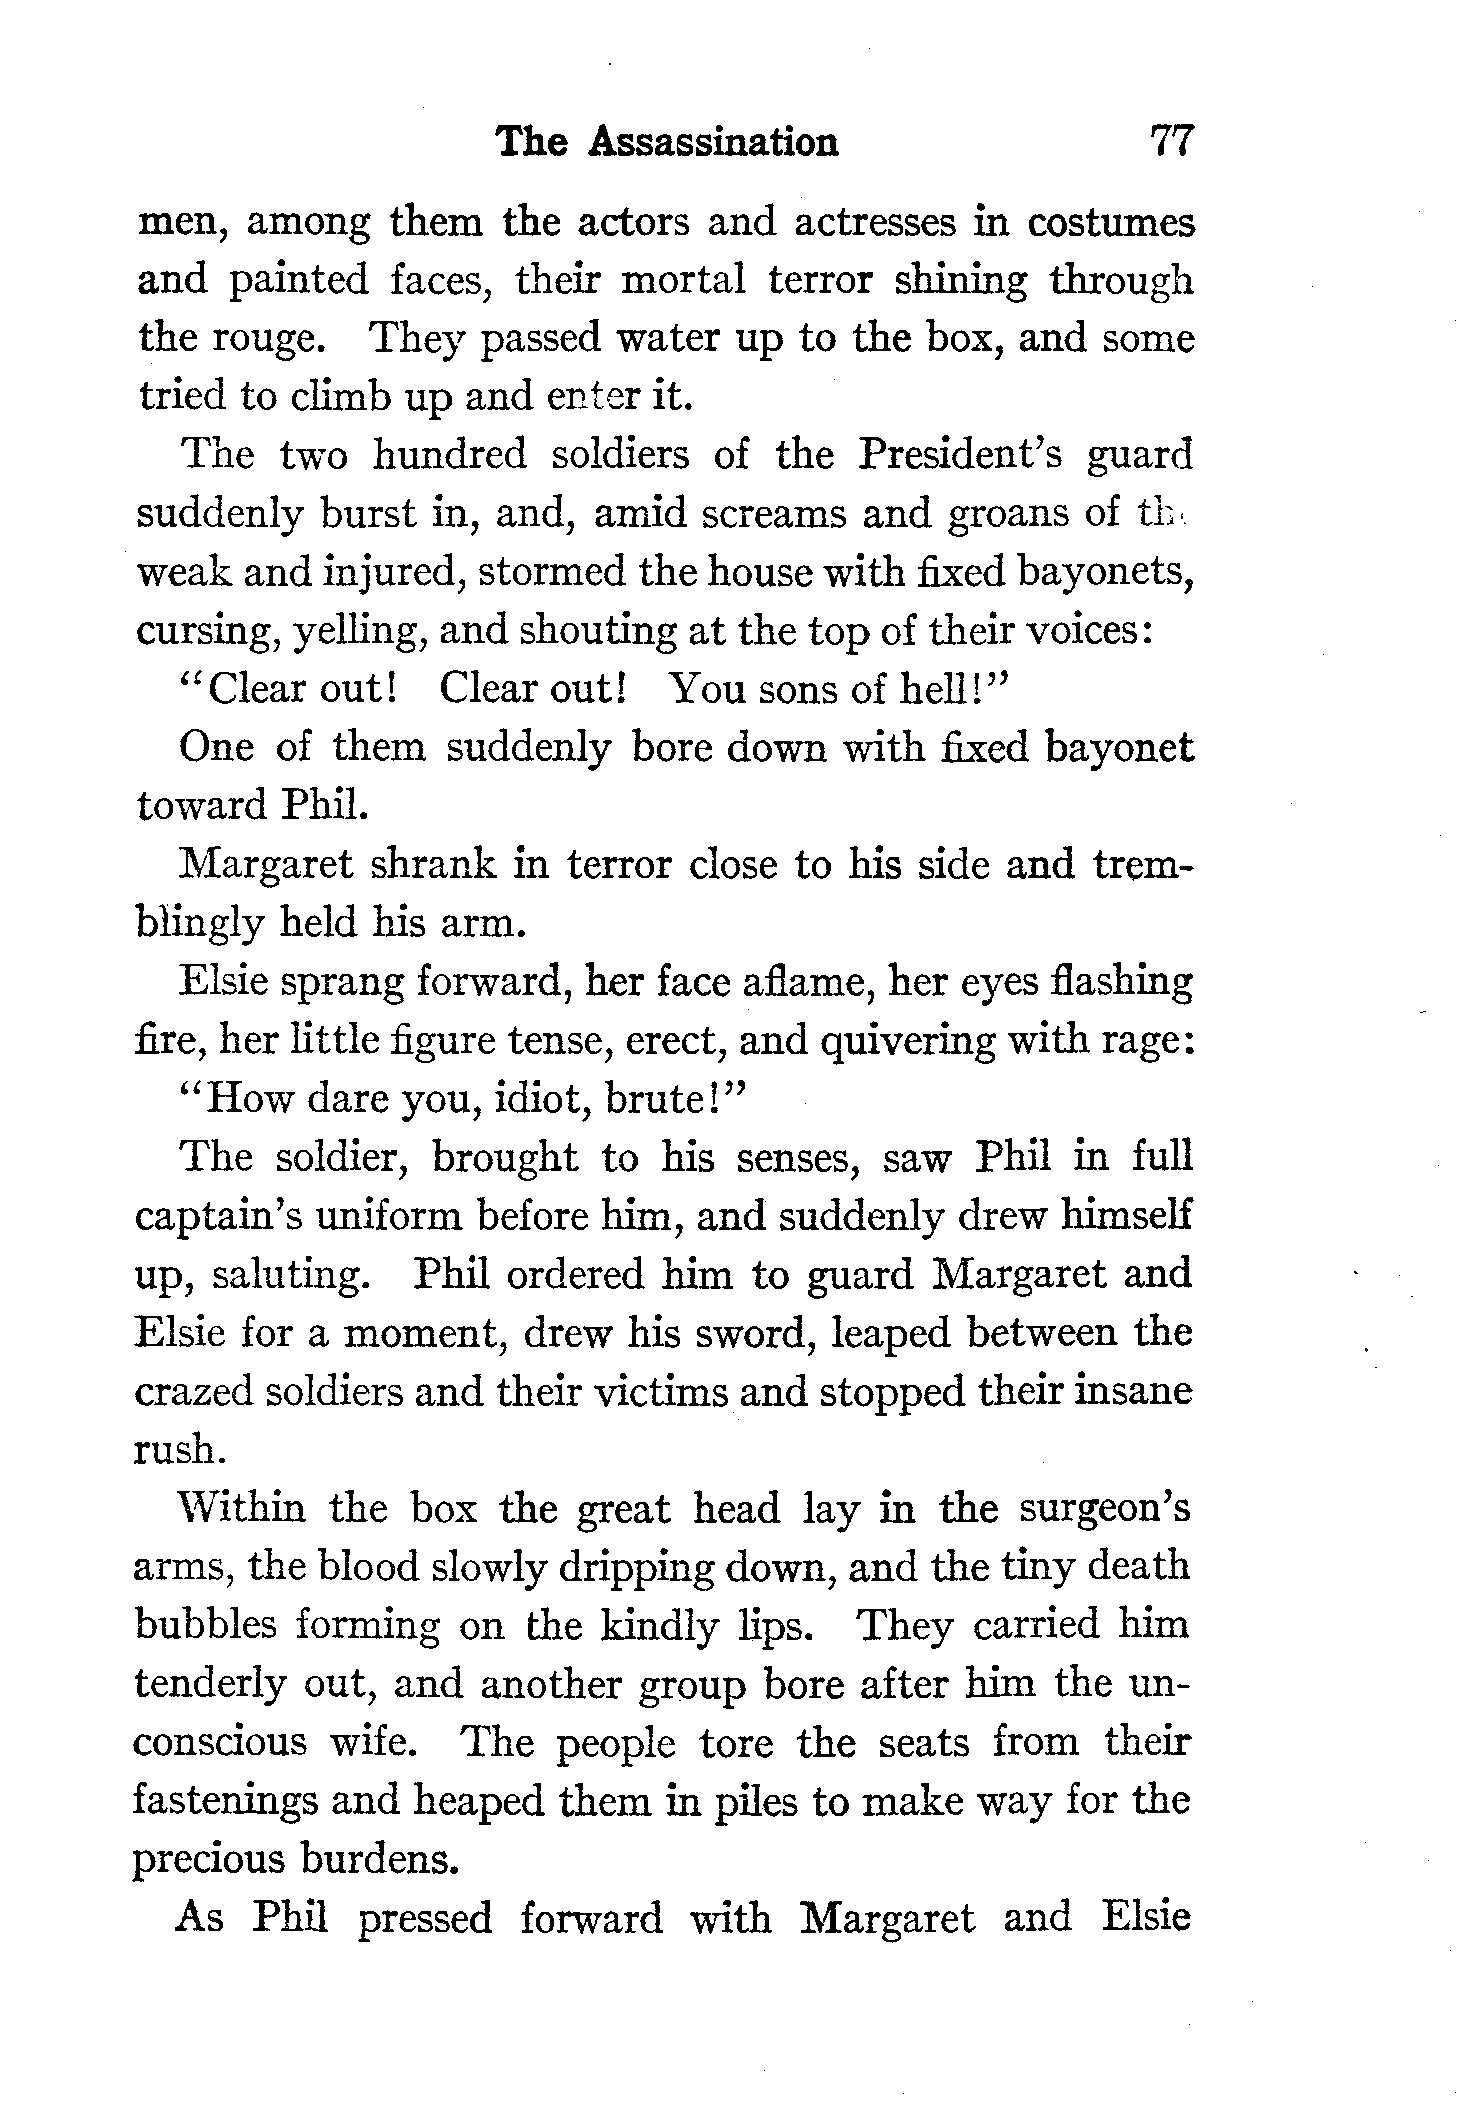 The Assassination 77
men, among them the actors and actresses in costumes
and painted faces, their mortal terror shining through
the rouge. They passed water up to the box, and some
tried to climb up and enter it.
The two hundred soldiers of the President's guard
suddenly burst in, and, amid screams and groans of the
weak and injured, stormed the house with fixed bayonets,
cursing, yelling, and shouting at the top of their voices:
"Clear out! Clear out! You sons of hell!"
One of them suddenly bore down with fixed bayonet
toward Phil.
Margaret shrank in terror close to his side and trem-
blingly held his arm.
Elsie sprang forward, her face aflame, her eyes flashing
fire, her little figure tense, erect, and quivering with rage:
"How dare you, idiot, brute!"
The soldier, brought to his senses, saw Phil in full
captain's uniform before him, and suddenly drew himself
up, saluting. Phil ordered him to guard Margaret and
Elsie for a moment, drew his sword, leaped between the
crazed soldiers and their victims and stopped their insane
rush.
Within the box the great head lay in the surgeon's
arms, the blood slowly dripping down, and the tiny death
bubbles forming on the kindly lips. They carried him
tenderly out, and another group bore after him the un-
conscious wife. The people tore the seats from their
fastenings and heaped them in piles to make way for the
precious burdens.
As Phil pressed forward with Margaret and Elsie